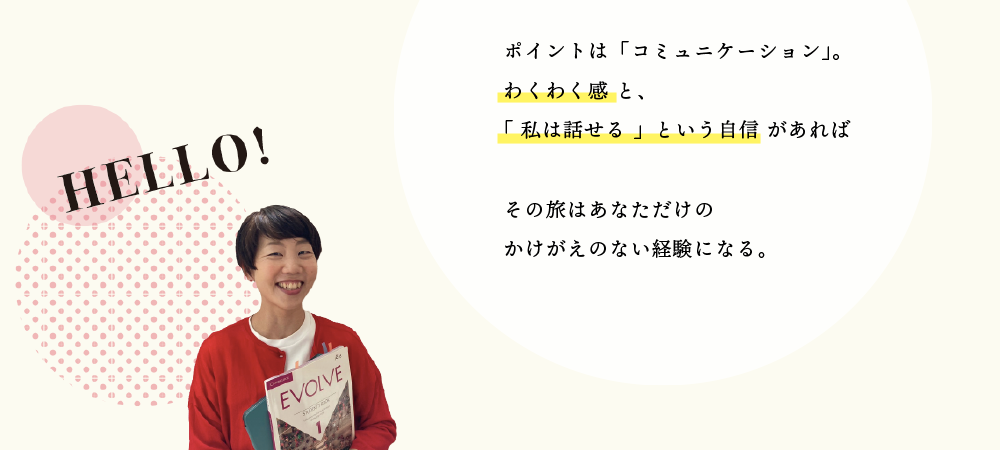 HELLO!
ポイントは「コミュニケーション」。
わくわく感 と、
「 私は話せる 」という自信 があれば
その旅はあなただけの
かけがえのない経験になる。
EVOLVE
1